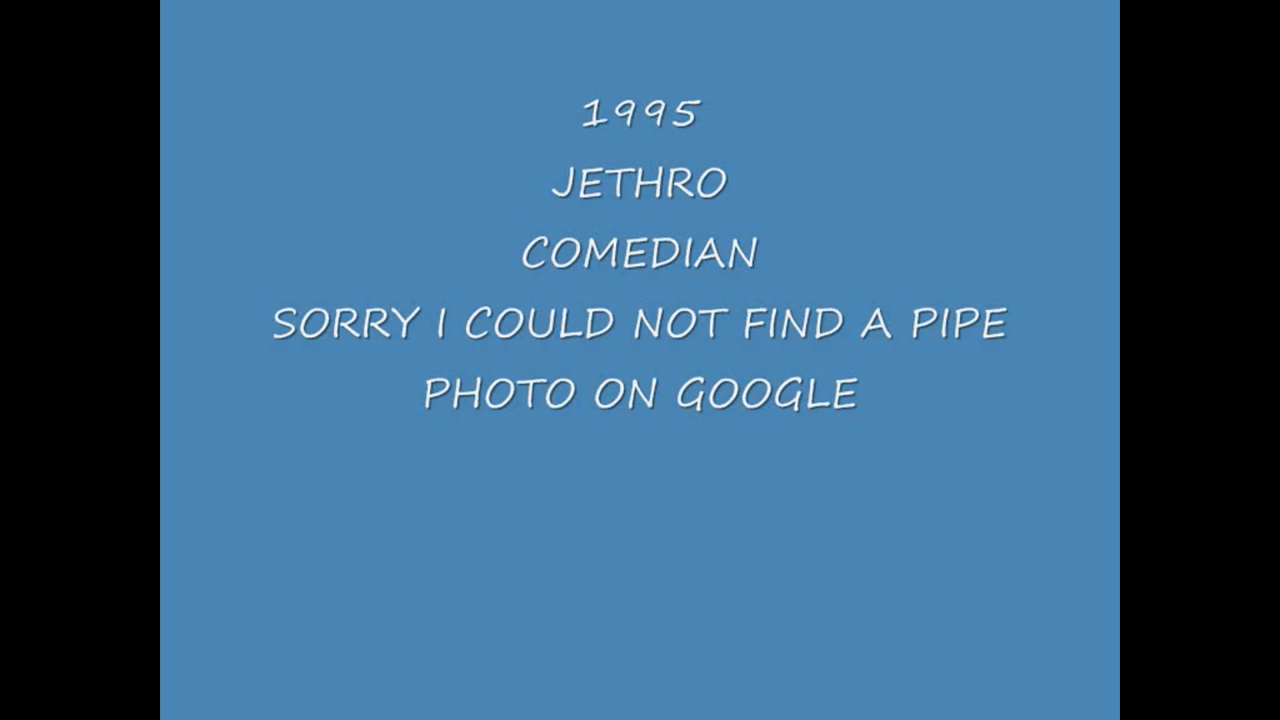 1995
JETHRO
COMEDIAN
SORRY I COULD NOT FIND A PIPE
PHOTO ON GOOGLE